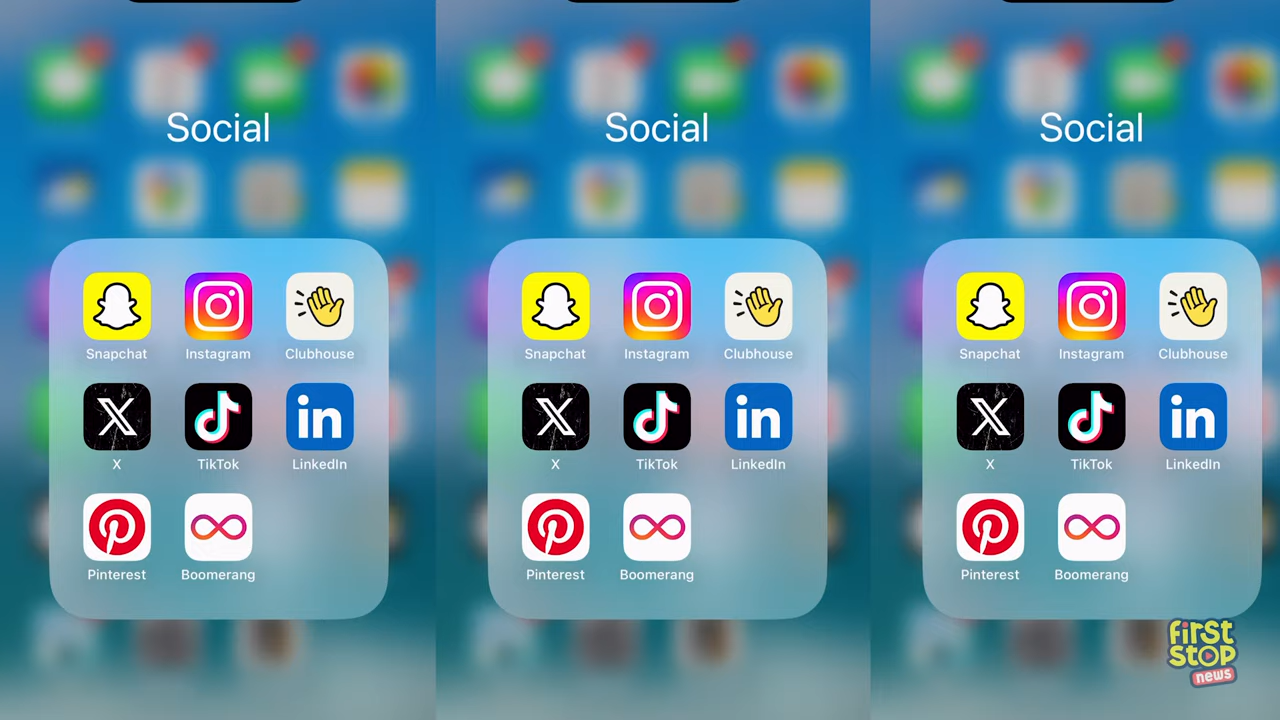 Social
Snapchat Instagram Clubhouse
X TikTok LinkedIn
Pinterest Boomerang
Social
Snapchat Instagram Clubhouse
X TikTok LinkedIn
Pinterest Boomerang
Social
Snapchat Instagram Clubhouse
X TikTok LinkedIn
Pinterest Boomerang
first
STOP
news